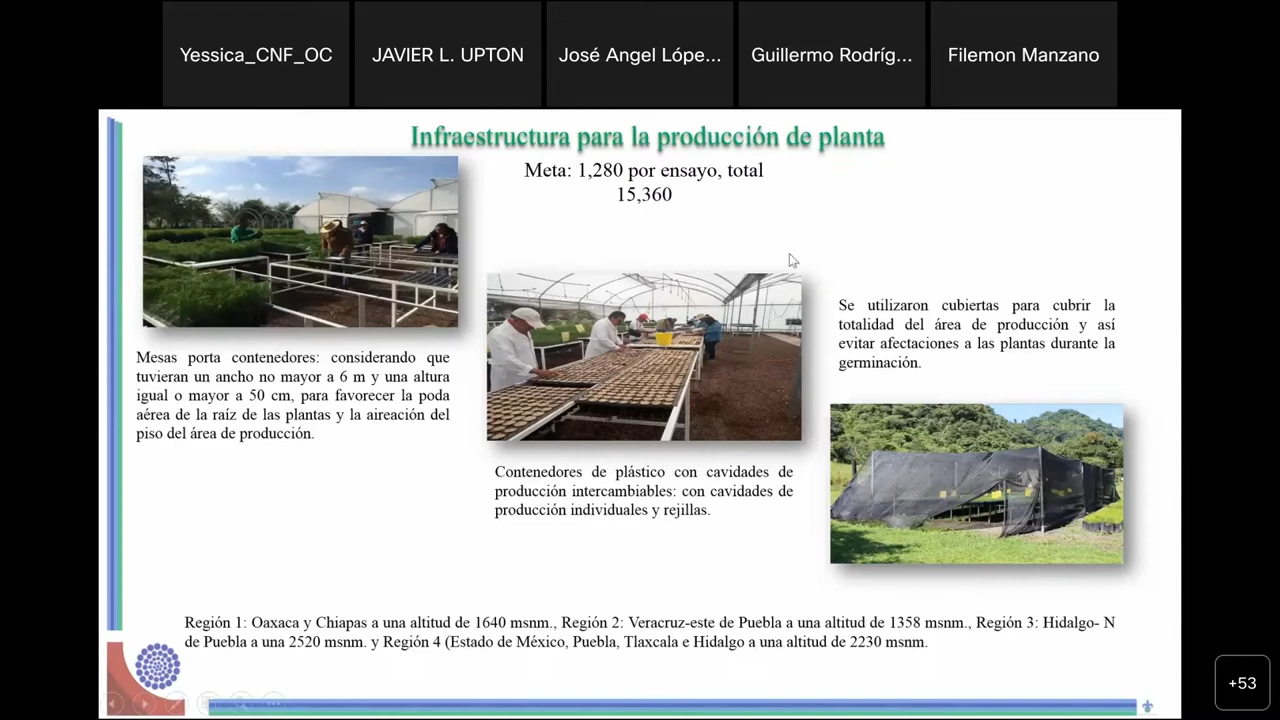 Yessica_CNF_OC
JAVIER L. UPTON
José Angel Lópe...
Guillermo Rodríg...
Filemon Manzano
Infraestructura para la producción de planta
Meta: 1,280 por ensayo, total
15,360
Mesas porta contenedores: considerando que
tuvieran un ancho no mayor a 6 m y una altura
igual o mayor a 50 cm, para favorecer la poda
aérea de la raíz de las plantas y la aireación del
piso del área de producción.
Contenedores de plástico con cavidades de
producción intercambiables: con cavidades de
producción individuales y rejillas.
Se utilizaron cubiertas para cubrir la
totalidad del área de producción y así
evitar afectaciones a las plantas durante la
germinación.
Región 1: Oaxaca y Chiapas a una altitud de 1640 msnm., Región 2: Veracruz-este de Puebla a una altitud de 1358 msnm., Región 3: Hidalgo- N
de Puebla a una 2520 msnm. y Región 4 (Estado de México, Puebla, Tlaxcala e Hidalgo a una altitud de 2230 msnm.
+53